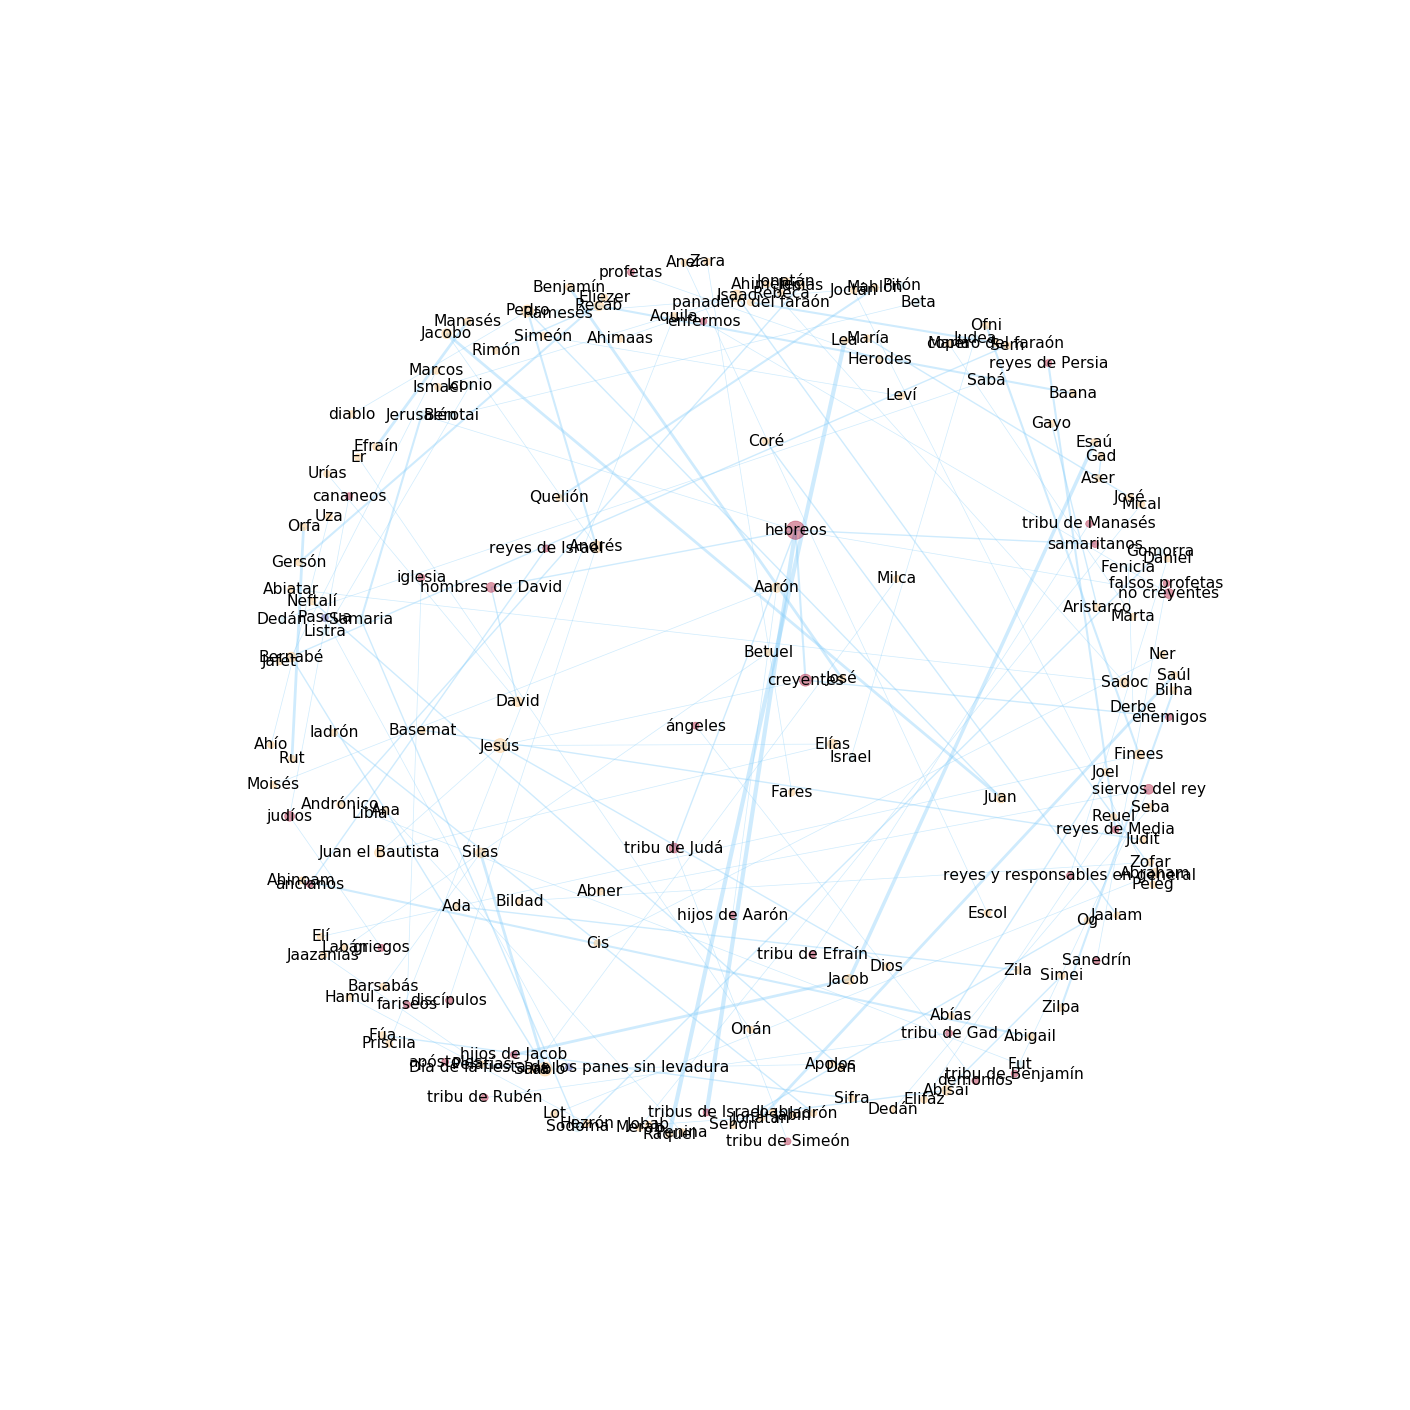 Aner
Zara
profetas
Benjamín
Jonatán
Isaac
Rebeca
Joctán
Mahlón
Pitón
Eliezer
Recab
panadero del faraón
Beta
Pedro
Rameses
Aquila
enfermos
Manasés
Jacobo
Simeón
Ahimaas
Ofni
Judea
Lea
María
copero del faraón
Sem
Rimón
Herodes
reyes de Persia
Marcos
Ismael
Iconio
Sabá
Leví
Baana
diablo
Jerusalén
Berotai
Gayo
Coré
Esaú
Efraín
Er
Gad
Urías
Aser
cananeos
Quelión
José
Mical
Uza
Orfa
hebreos
tribu de Manasés
reyes de Israel
Andrés
samaritanos
Gomorra
Daniel
Gersón
Fenicia
iglesia
hombres de David
Aarón
Milca
falsos profetas
no creyentes
Abiatar
Neftalí
Aristarco
Marta
Dedán
Pascua
Samaria
Listra
Bernabé
Jafet
Betuel
Ner
creyentes
José
Sadoc
Saúl
Bilha
David
Derbe
enemigos
ladrón
Basemat
ángeles
Ahío
Jesús
Elías
Rut
Israel
Finees
Moisés
Joel
siervos del rey
Fares
Juan
Andrónico
Libia
Ana
Seba
judíos
Reuel
reyes de Media
Judit
Juan el Bautista
Silas
tribu de Judá
Zofar
Ahinoam
ancianos
reyes y responsables en general
Abraham
Peleg
Abner
Bildad
Ada
hijos de Aarón
Escol
Og
Jaalam
Elí
Labán
griegos
Cis
Jaazanías
tribu de Efraín
Sanedrín
Dios
Zila
Simei
Jacob
Barsabás
Hamul
fariseos
discípulos
Zilpa
Abías
Onán
tribu de Gad
Abigail
Fúa
Priscila
hijos de Jacob
Día de la fiesta de los panes sin levadura
Apolos
Dan
Fut
tribu de Benjamín
demonios
Abisai
tribu de Rubén
Sifra
Elifaz
Dedán
Lot
tribus de Israel
ladrón
Sodoma
Hezrón
Merab
Jobab
Jonatán
Sehón
Raquel
Penina
tribu de Simeón